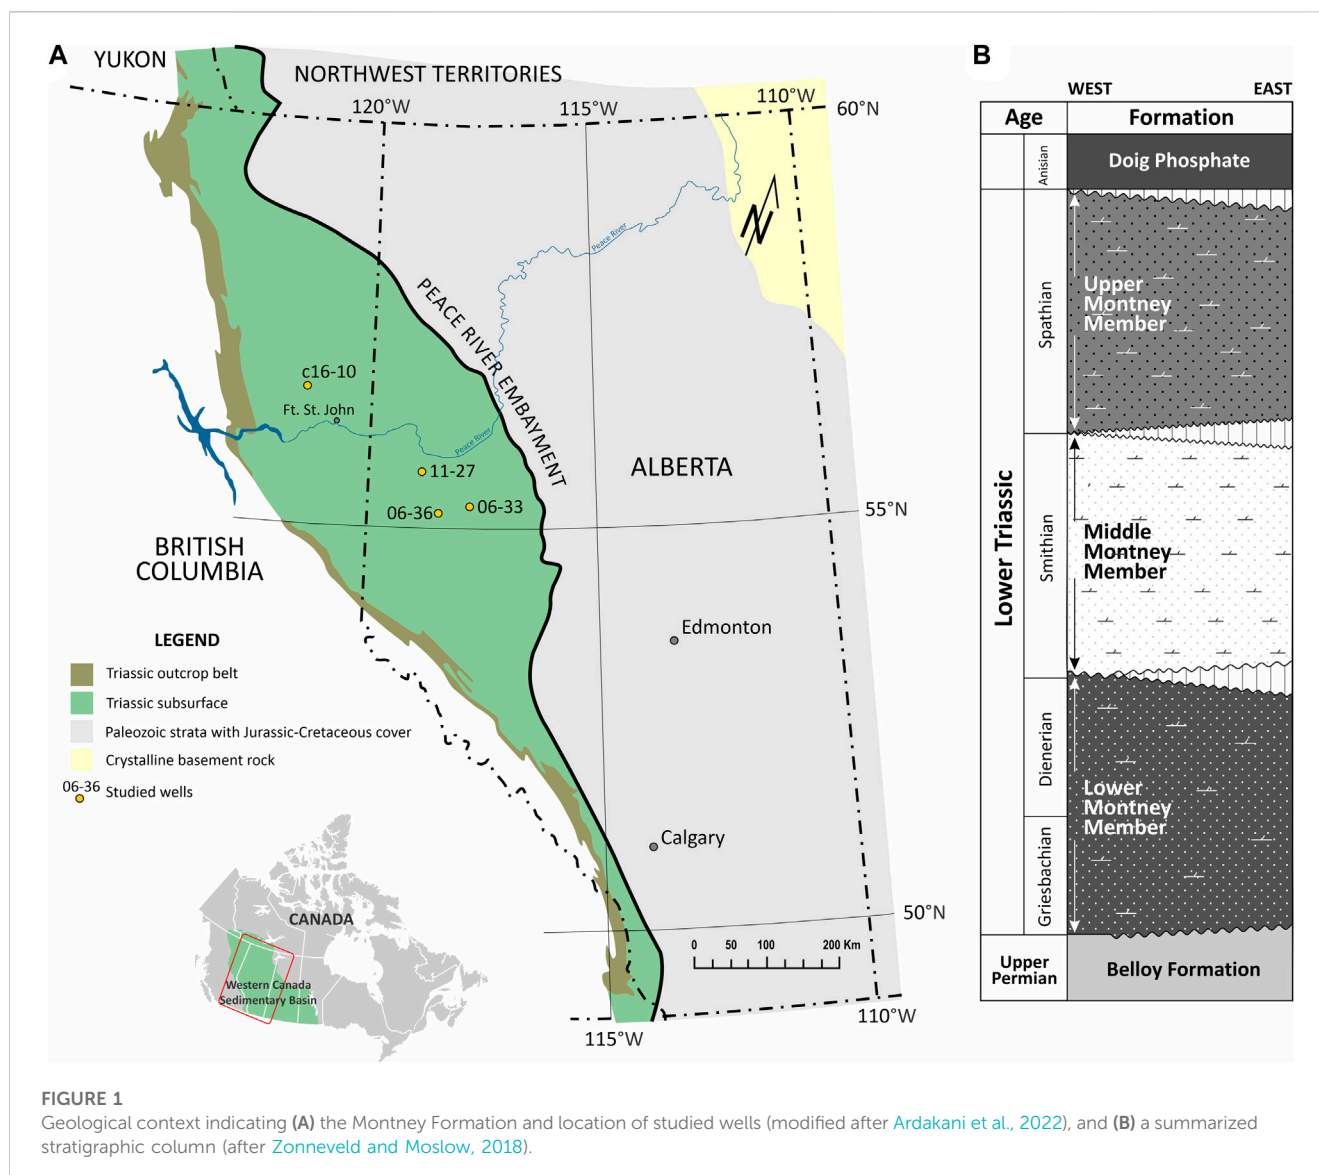 A
YUKON
NORTHWEST TERRITORIES
120°W
115°W
110°W
60°N
Peace River
PEACE RIVER EMBAYMENT
c16-10
Ft. St. John
Peace River
11-27
06-36
06-33
ALBERTA
55°N
BRITISH
COLUMBIA
Edmonton
LEGEND
Triassic outcrop belt
Triassic subsurface
Paleozoic strata with Jurassic-Cretaceous cover
Crystalline basement rock
06-36
Studied wells
Calgary
CANADA
Western Canada
Sedimentary Basin
50°N
0 50 100 200 Km
110°W
115°W
N
B
WEST EAST
Age Formation
Anisian
Doig Phosphate
Lower Triassic
Spathian
Upper
Montney
Member
Smithian
Middle
Montney
Member
Dienerian
Lower
Montney
Member
Griesbachian
Upper
Permian
Belloy Formation
FIGURE 1
Geological context indicating (A) the Montney Formation and location of studied wells (modified after Ardakani et al., 2022), and (B) a summarized
stratigraphic column (after Zonneveld and Moslow, 2018).